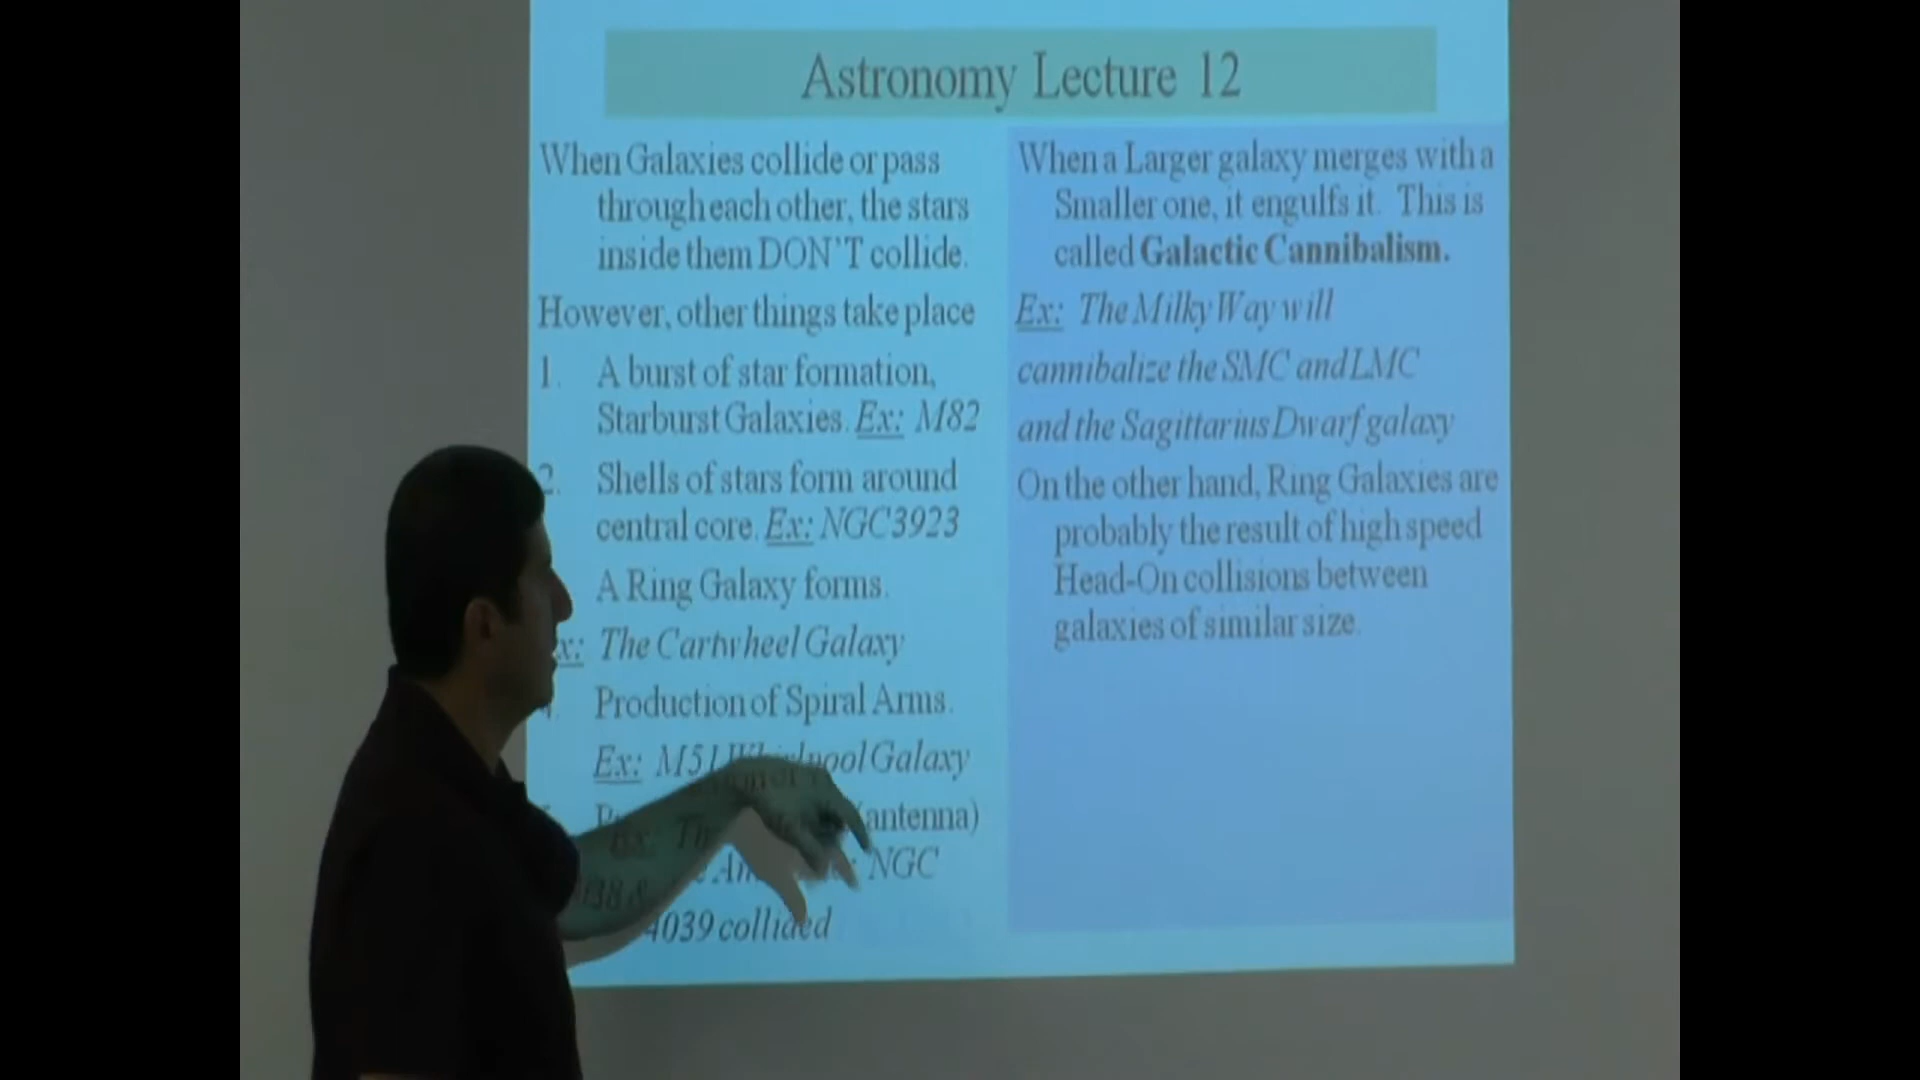 Astronomy Lecture 12
When Galaxies collide or pass
through each other, the stars
inside them DON'T collide.
However, other things take place
1. A burst of star formation,
Starburst Galaxies. Ex: M82
2. Shells of stars form around
central core. Ex: NGC3923
A Ring Galaxy forms.
x: The Cartwheel Galaxy
Production of Spiral Arms.
Ex: M51 Whirlpool Galaxy
(antenna)
NGC
4039 collided
When a Larger galaxy merges with a
Smaller one, it engulfs it. This is
called Galactic Cannibalism.
Ex: The Milky Way will
cannibalize the SMC and LMC
and the Sagittarius Dwarf galaxy
On the other hand, Ring Galaxies are
probably the result of high speed
Head-On collisions between
galaxies of similar size.